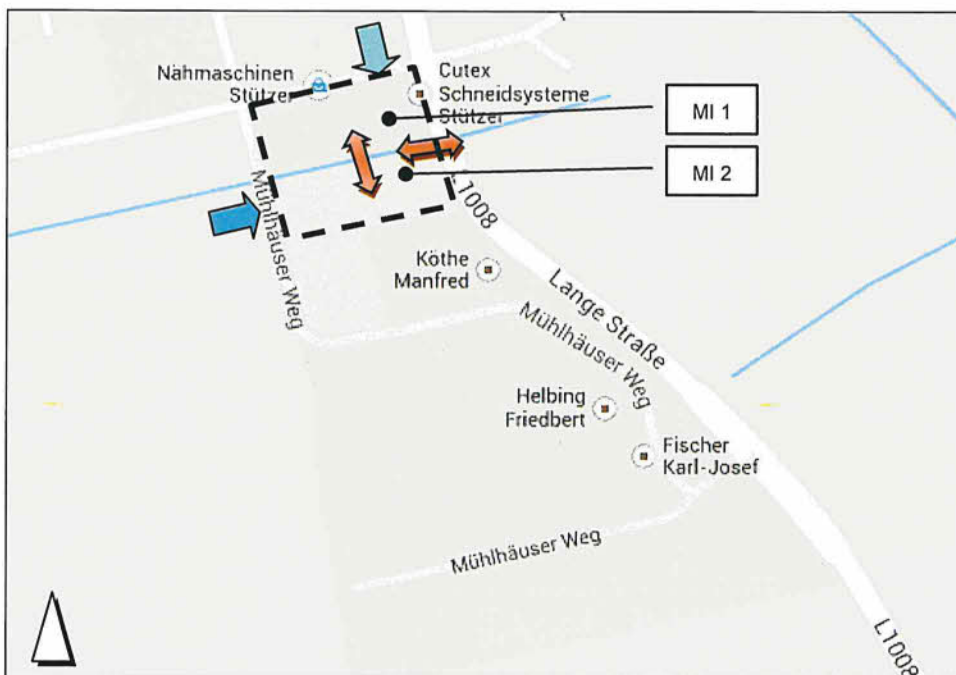 Nähmaschinen
Stützer
Cutex
Schneidsysteme
Stützer
MI 1
MI 2
L1008
Mühlhäuser Weg
Köthe
Manfred
Lange Straße
Mühlhäuser Weg
Helbing
Friedbert
Fischer
Karl-Josef
Mühlhäuser Weg
L1008